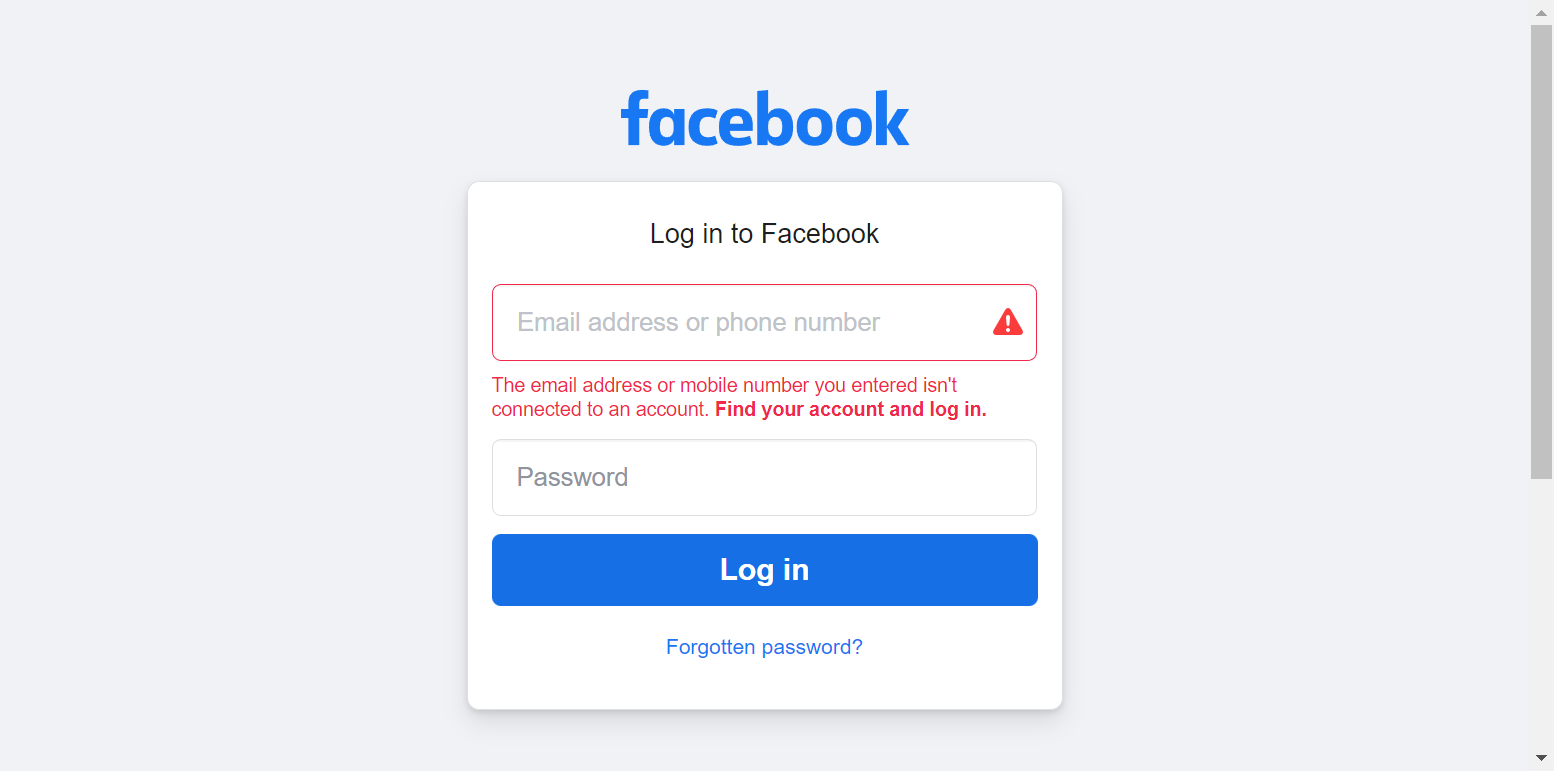 facebook
Log in to Facebook
Email address or phone number
The email address or mobile number you entered isn't
connected to an account. Find your account and log in.
Password
Log in
Forgotten password?